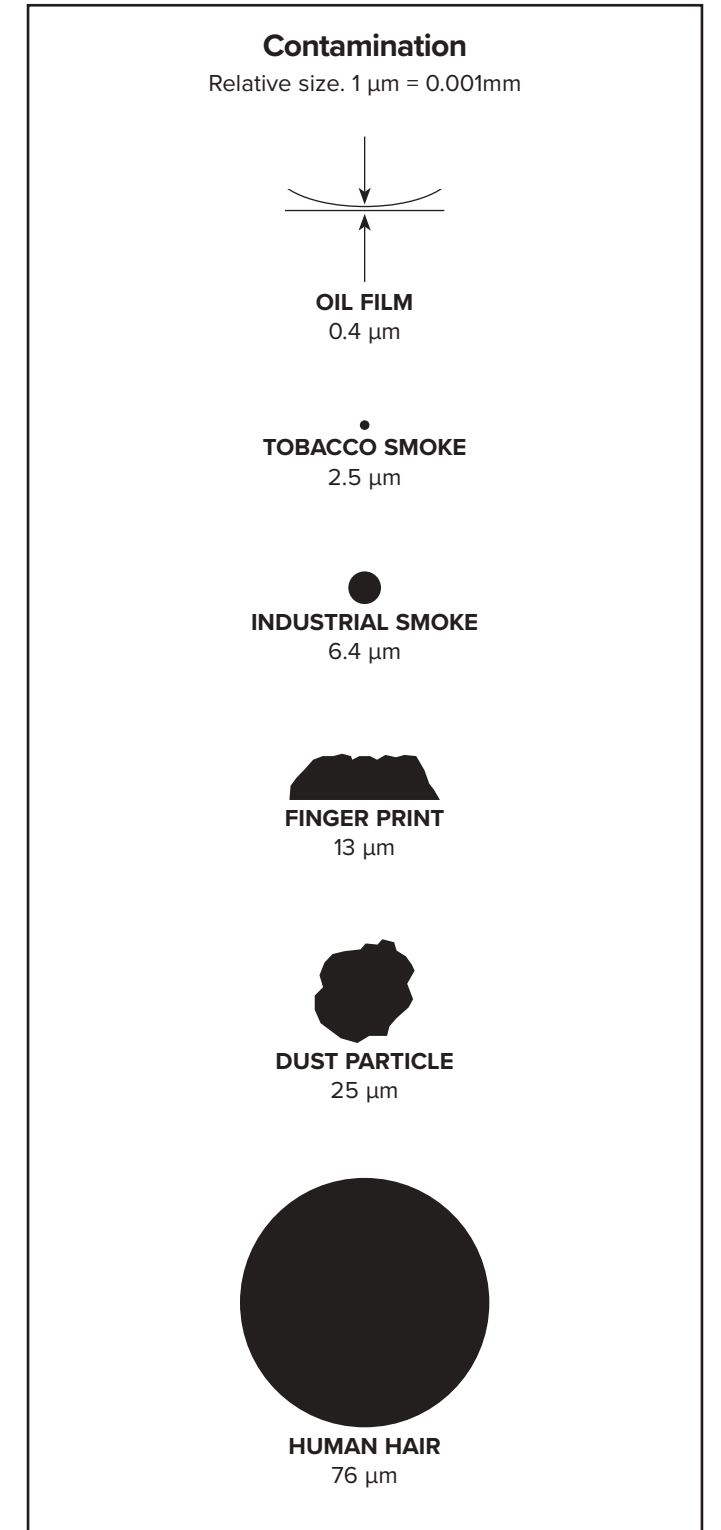 Contamination
Relative size. 1 µm = 0.001mm
OIL FILM
0.4 µm
TOBACCO SMOKE
2.5 µm
INDUSTRIAL SMOKE
6.4 µm
FINGER PRINT
13 µm
DUST PARTICLE
25 µm
HUMAN HAIR
76 µm